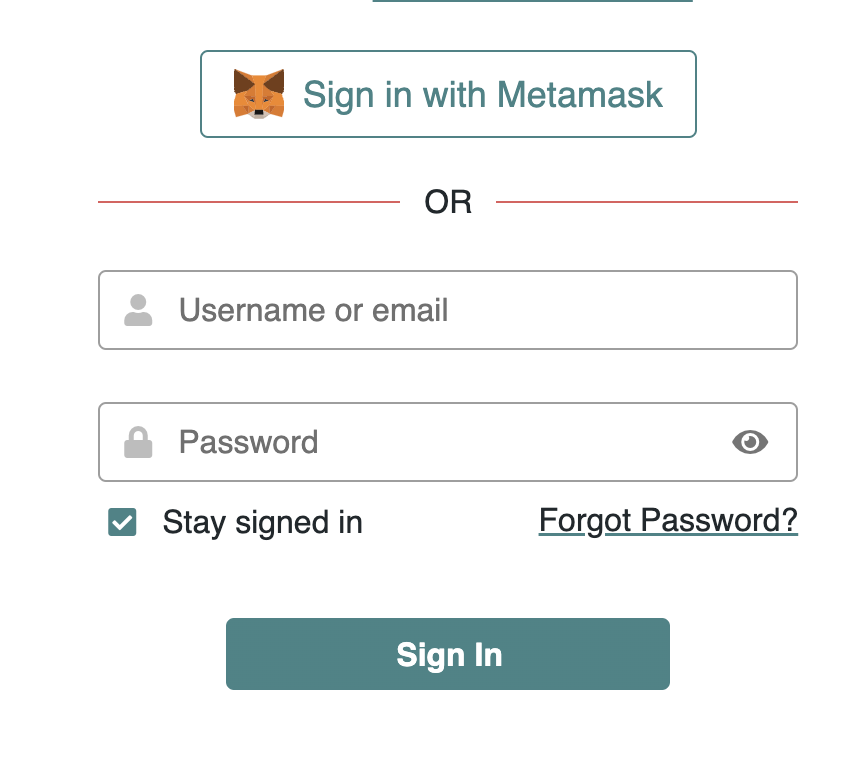 Sign in with Metamask
OR
Username or email
Password
Stay signed in
Forgot Password?
Sign In